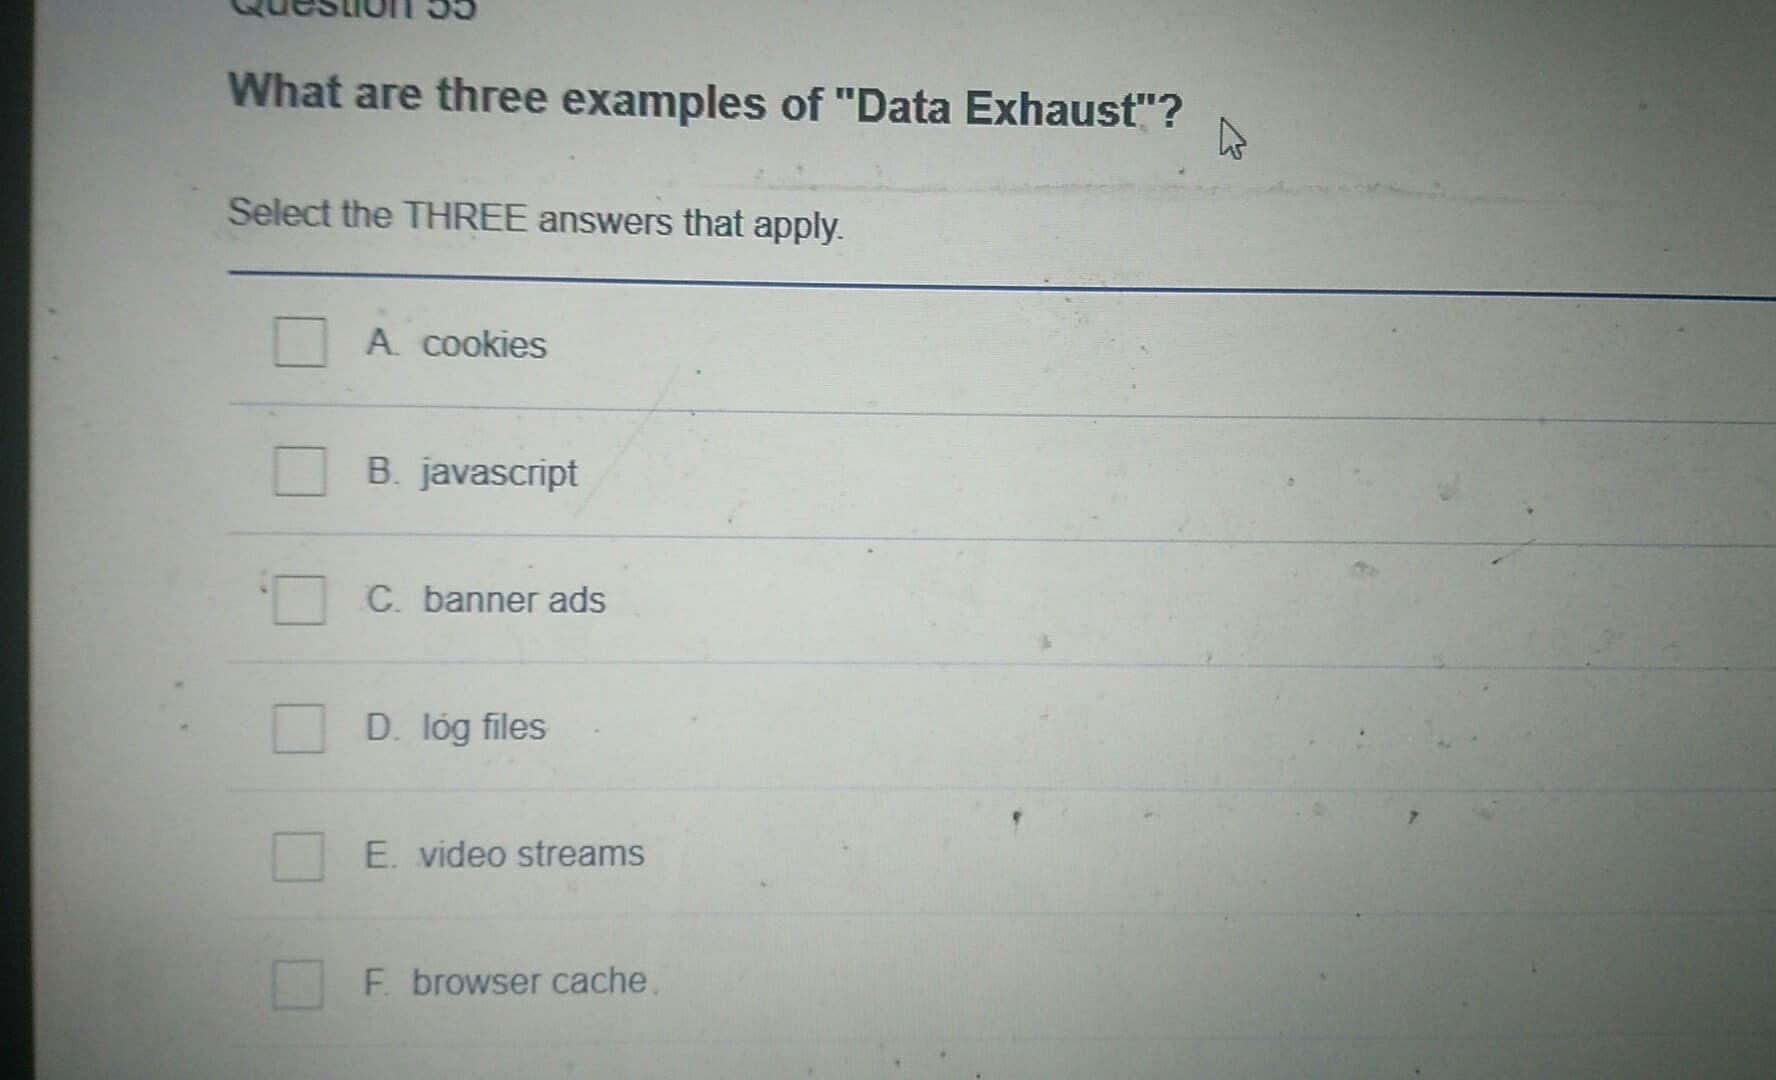 Question 55
What are three examples of "Data Exhaust"?
Select the THREE answers that apply.
A. cookies
B. javascript
C. banner ads
D. log files
E. video streams
F. browser cache